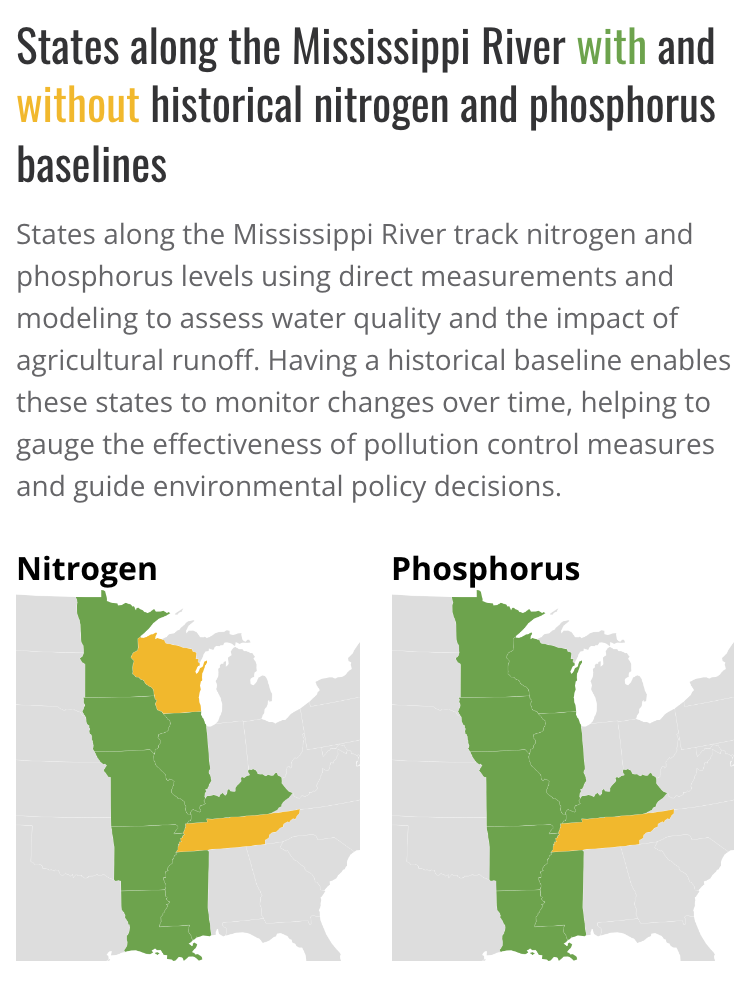 States along the Mississippi River with and
without historical nitrogen and phosphorus
baselines
States along the Mississippi River track nitrogen and
phosphorus levels using direct measurements and
modeling to assess water quality and the impact of
agricultural runoff. Having a historical baseline enables
these states to monitor changes over time, helping to
gauge the effectiveness of pollution control measures
and guide environmental policy decisions.
Nitrogen
Phosphorus